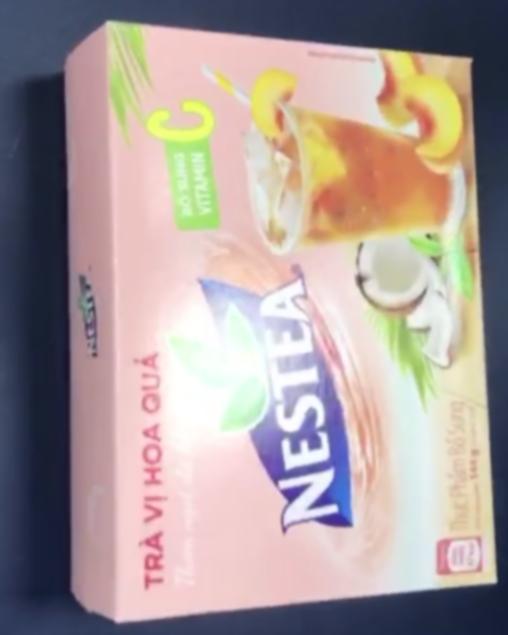 TRÀ VỊ HOA QUẢ
NESTEA
BỔ SUNG
VITAMIN
C
Thực Phẩm Bổ Sung
NESTEA